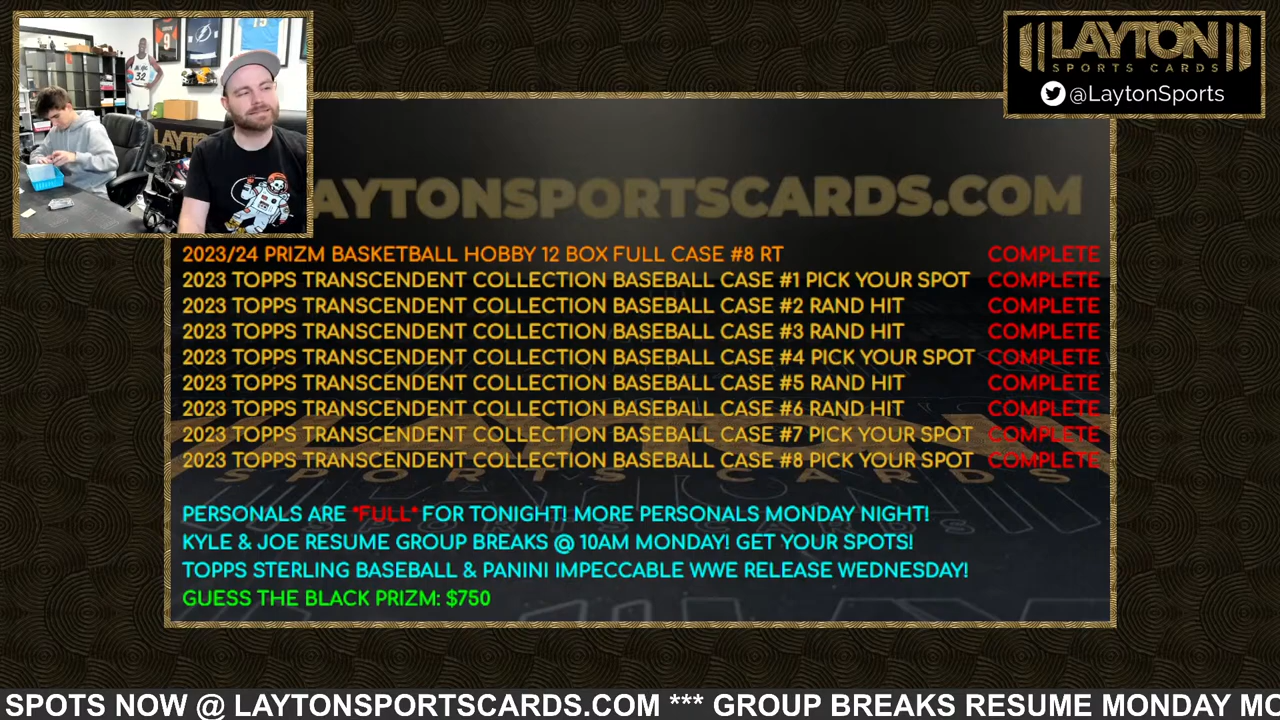 9
15
32
LAYTON
LAYTON
SPORTS CARDS
@LaytonSports
LAYTONSPORTSCARDS.COM
2023/24 PRIZM BASKETBALL HOBBY 12 BOX FULL CASE #8 RT COMPLETE
2023 TOPPS TRANSCENDENT COLLECTION BASEBALL CASE #1 PICK YOUR SPOT COMPLETE
2023 TOPPS TRANSCENDENT COLLECTION BASEBALL CASE #2 RAND HIT COMPLETE
2023 TOPPS TRANSCENDENT COLLECTION BASEBALL CASE #3 RAND HIT COMPLETE
2023 TOPPS TRANSCENDENT COLLECTION BASEBALL CASE #4 PICK YOUR SPOT COMPLETE
2023 TOPPS TRANSCENDENT COLLECTION BASEBALL CASE #5 RAND HIT COMPLETE
2023 TOPPS TRANSCENDENT COLLECTION BASEBALL CASE #6 RAND HIT COMPLETE
2023 TOPPS TRANSCENDENT COLLECTION BASEBALL CASE #7 PICK YOUR SPOT COMPLETE
2023 TOPPS TRANSCENDENT COLLECTION BASEBALL CASE #8 PICK YOUR SPOT COMPLETE
SPORTS CARDS
PERSONALS ARE *FULL* FOR TONIGHT! MORE PERSONALS MONDAY NIGHT!
KYLE & JOE RESUME GROUP BREAKS @ 10AM MONDAY! GET YOUR SPOTS!
TOPPS STERLING BASEBALL & PANINI IMPECCABLE WWE RELEASE WEDNESDAY!
GUESS THE BLACK PRIZM: $750
SPOTS NOW @ LAYTONSPORTSCARDS.COM *** GROUP BREAKS RESUME MONDAY MO